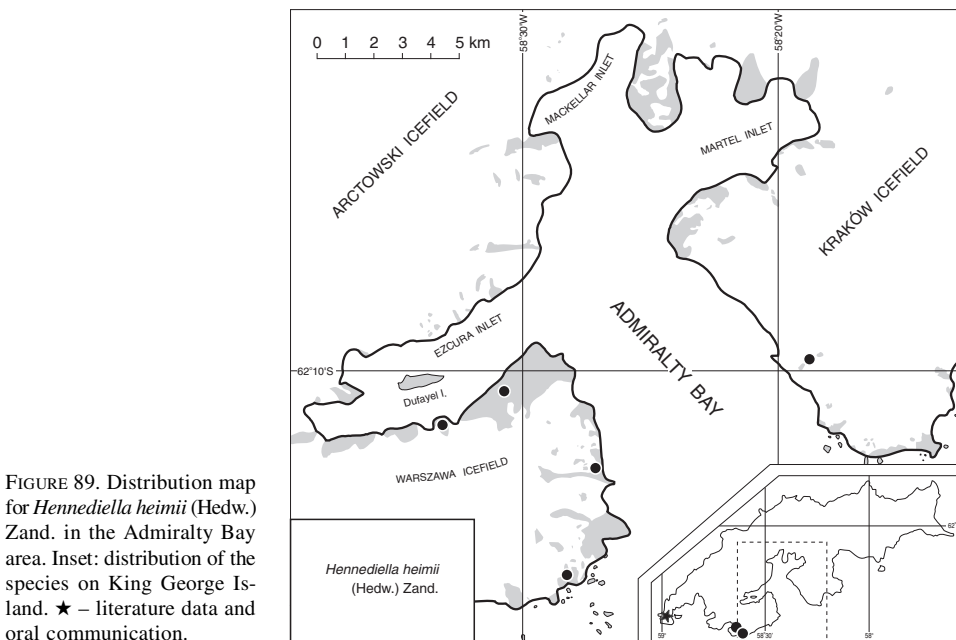 0 1 2 3 4 5 km
58°30'W
58°20'W
MACKELLAR INLET
MARTEL INLET
ARCTOWSKI ICEFIELD
KRAKÓW ICEFIELD
EZCURA INLET
ADMIRALTY BAY
62°10'S
Dufayel I.
WARSZAWA ICEFIELD
Hennediella heimii
(Hedw.) Zand.
62°
59°
58°30'
58°
FIGURE 89. Distribution map
for Hennediella heimii (Hedw.)
Zand. in the Admiralty Bay
area. Inset: distribution of the
species on King George Is-
land. ★ – literature data and
oral communication.